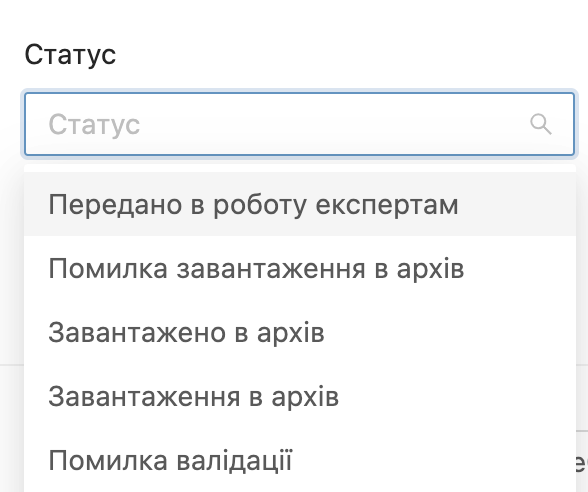 Статус
Статус
Передано в роботу експертам
Помилка завантаження в архів
Завантажено в архів
Завантаження в архів
Помилка валідації